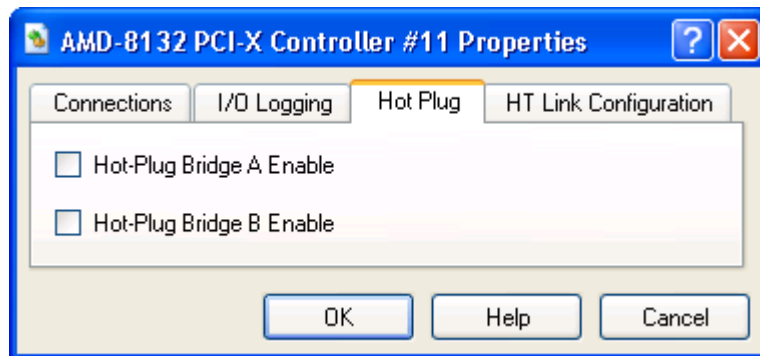 AMD-8132 PCI-X Controller #11 Properties ?
Connections I/O Logging Hot Plug HT Link Configuration
Hot-Plug Bridge A Enable
Hot-Plug Bridge B Enable
OK Help Cancel